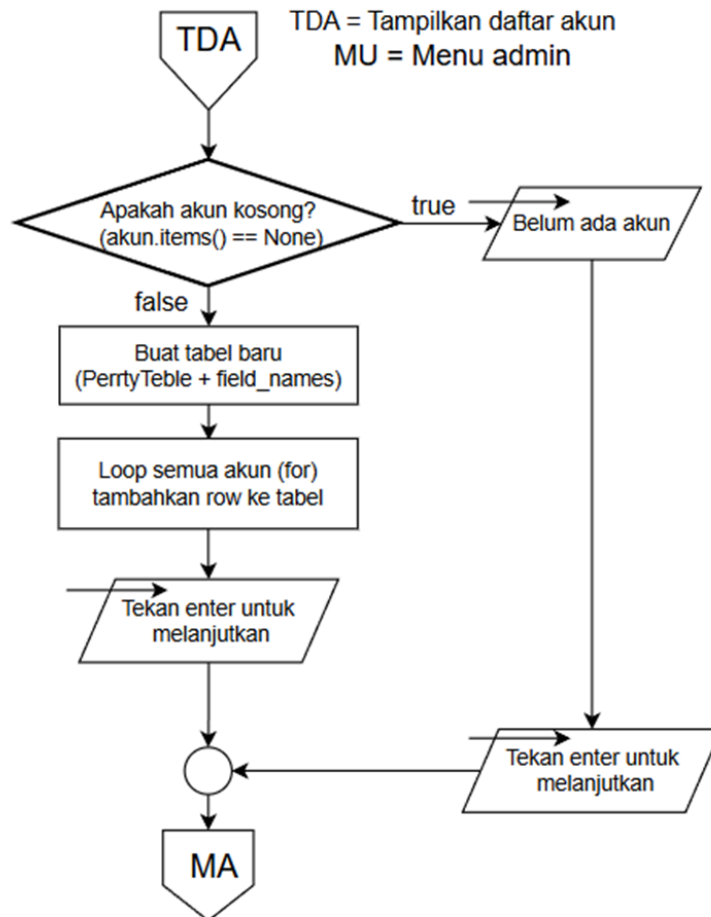 TDA
TDA = Tampilkan daftar akun
MU = Menu admin
Apakah akun kosong?
(akun.items() == None)
true
Belum ada akun
false
Buat tabel baru
(PerrtyTeble + field_names)
Loop semua akun (for)
tambahkan row ke tabel
Tekan enter untuk
melanjutkan
Tekan enter untuk
melanjutkan
MA